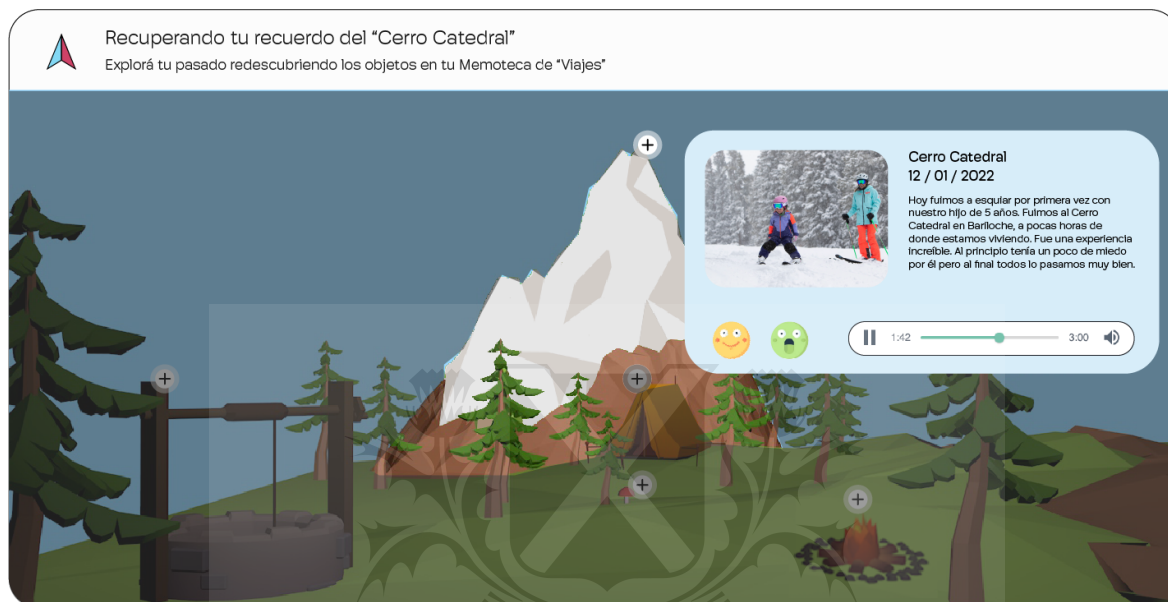 Recuperando tu recuerdo del “Cerro Catedral”
Explorá tu pasado redescubriendo los objetos en tu Memoteca de “Viajes”
Cerro Catedral
12 / 01 / 2022
Hoy fuimos a esquiar por primera vez con
nuestro hijo de 5 años. Fuimos al Cerro
Catedral en Bariloche, a pocas horas de
donde estamos viviendo. Fue una experiencia
increíble. Al principio tenía un poco de miedo
por él pero al final todos lo pasamos muy bien.
1:42
3:00